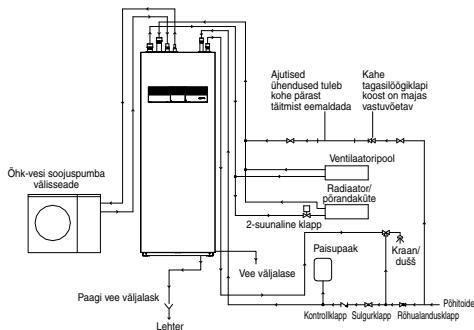 Ajutised
ühendused tuleb
kohe pärast
täitmist eemaldada
Kahe
tagasilöögiklapi
koost on majas
vastuvõetav
Ventilaatoripool
Õhk-vesi soojuspumba
välisseade
Radiaator/
põrandaküte
2-suunaline klapp
Vee väljalase
Paisupaak
Kraan/
dušš
Paagi vee väljalask
Lehter
Kontrollklapp
Sulgurklapp
Rõhualandusklapp
Põhitoide